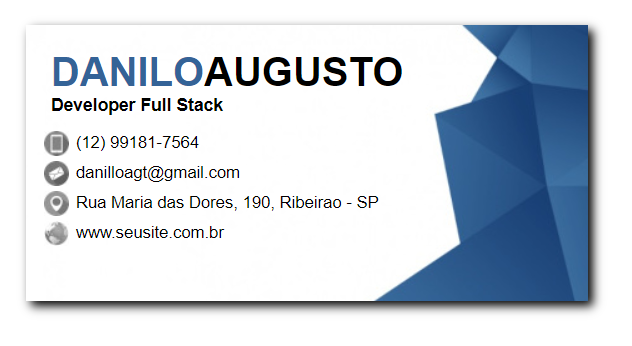 DANILOAUGUSTO
Developer Full Stack
(12) 99181-7564
danilloagt@gmail.com
Rua Maria das Dores, 190, Ribeirao - SP
www.seusite.com.br